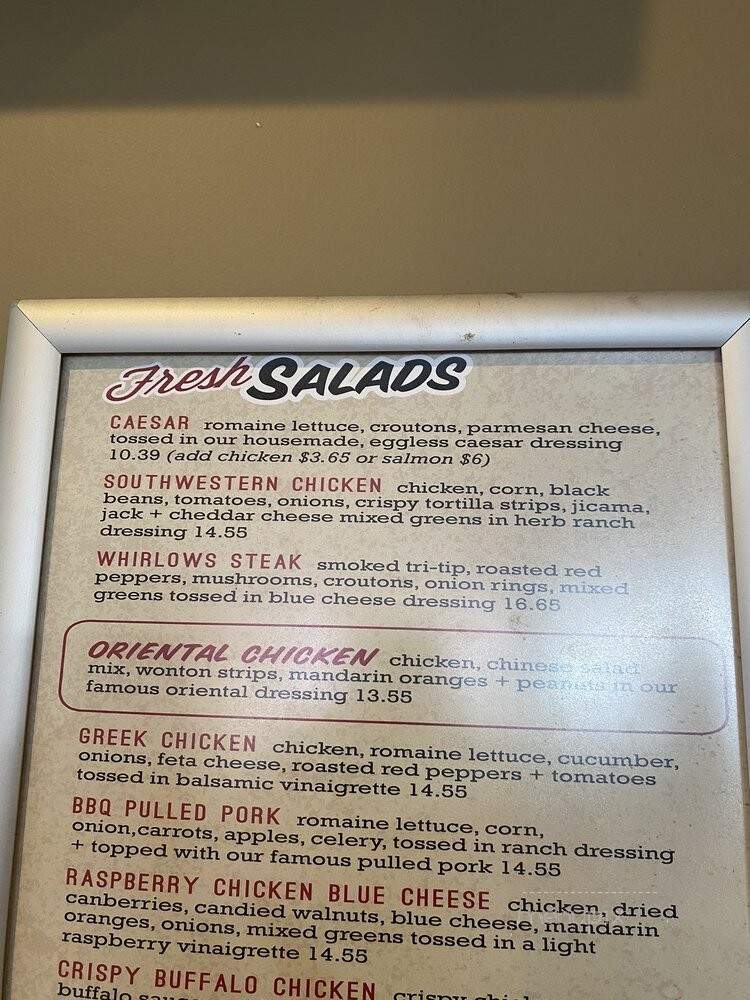 Fresh SALADS
CAESAR romaine lettuce, croutons, parmesan cheese,
tossed in our housemade, eggless caesar dressing
10.39 (add chicken $3.65 or salmon $6)
SOUTHWESTERN CHICKEN chicken, corn, black
beans, tomatoes, onions, crispy tortilla strips, jicama,
jack + cheddar cheese mixed greens in herb ranch
dressing 14.55
WHIRLOWS STEAK smoked tri-tip, roasted red
peppers, mushrooms, croutons, onion rings, mixed
greens tossed in blue cheese dressing 16.65
ORIENTAL CHICKEN chicken, chinese salad
mix, wonton strips, mandarin oranges + peanuts in our
famous oriental dressing 13.55
GREEK CHICKEN chicken, romaine lettuce, cucumber,
onions, feta cheese, roasted red peppers + tomatoes
tossed in balsamic vinaigrette 14.55
BBQ PULLED PORK romaine lettuce, corn,
onion,carrots, apples, celery, tossed in ranch dressing
+ topped with our famous pulled pork 14.55
RASPBERRY CHICKEN BLUE CHEESE chicken, dried
canberries, candied walnuts, blue cheese, mandarin
oranges, onions, mixed greens tossed in a light
raspberry vinaigrette 14.55
CRISPY BUFFALO CHICKEN crispy
buffalo